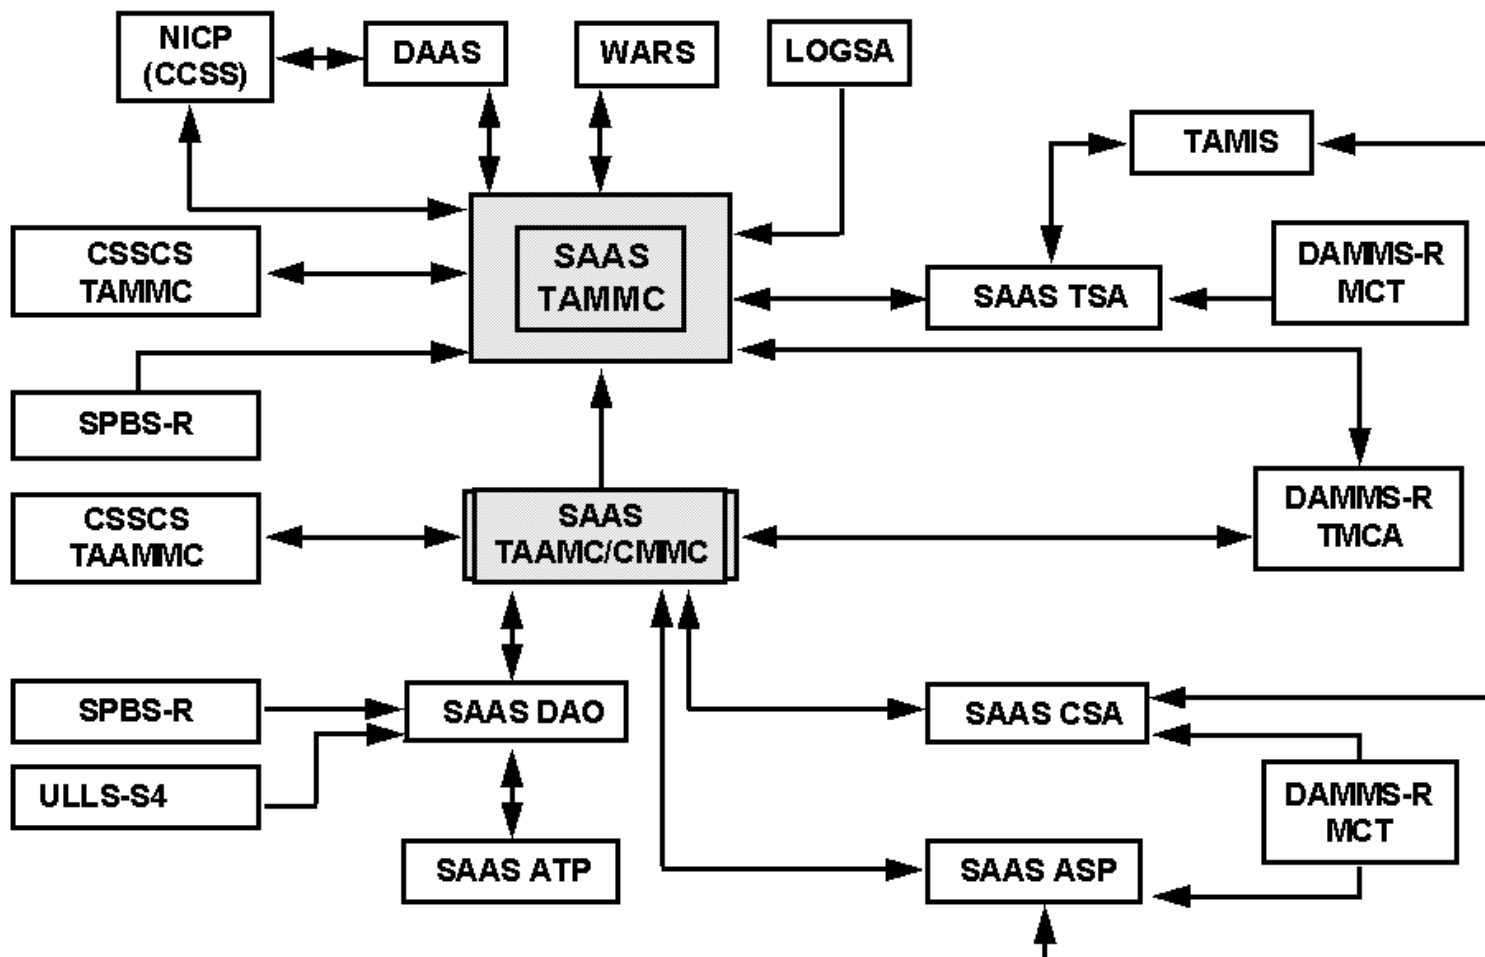 NICP
(CCSS)
DAAS
WARS
LOGSA
TAMIS
CSSCS
TAMMC
SAAS
TAMMC
SAAS TSA
DAMMS-R
MCT
SPBS-R
CSSCS
TAAMMC
SAAS
TAAMC/CMMC
DAMMS-R
TMCA
SPBS-R
SAAS DAO
SAAS CSA
ULLS-S4
DAMMS-R
MCT
SAAS ATP
SAAS ASP